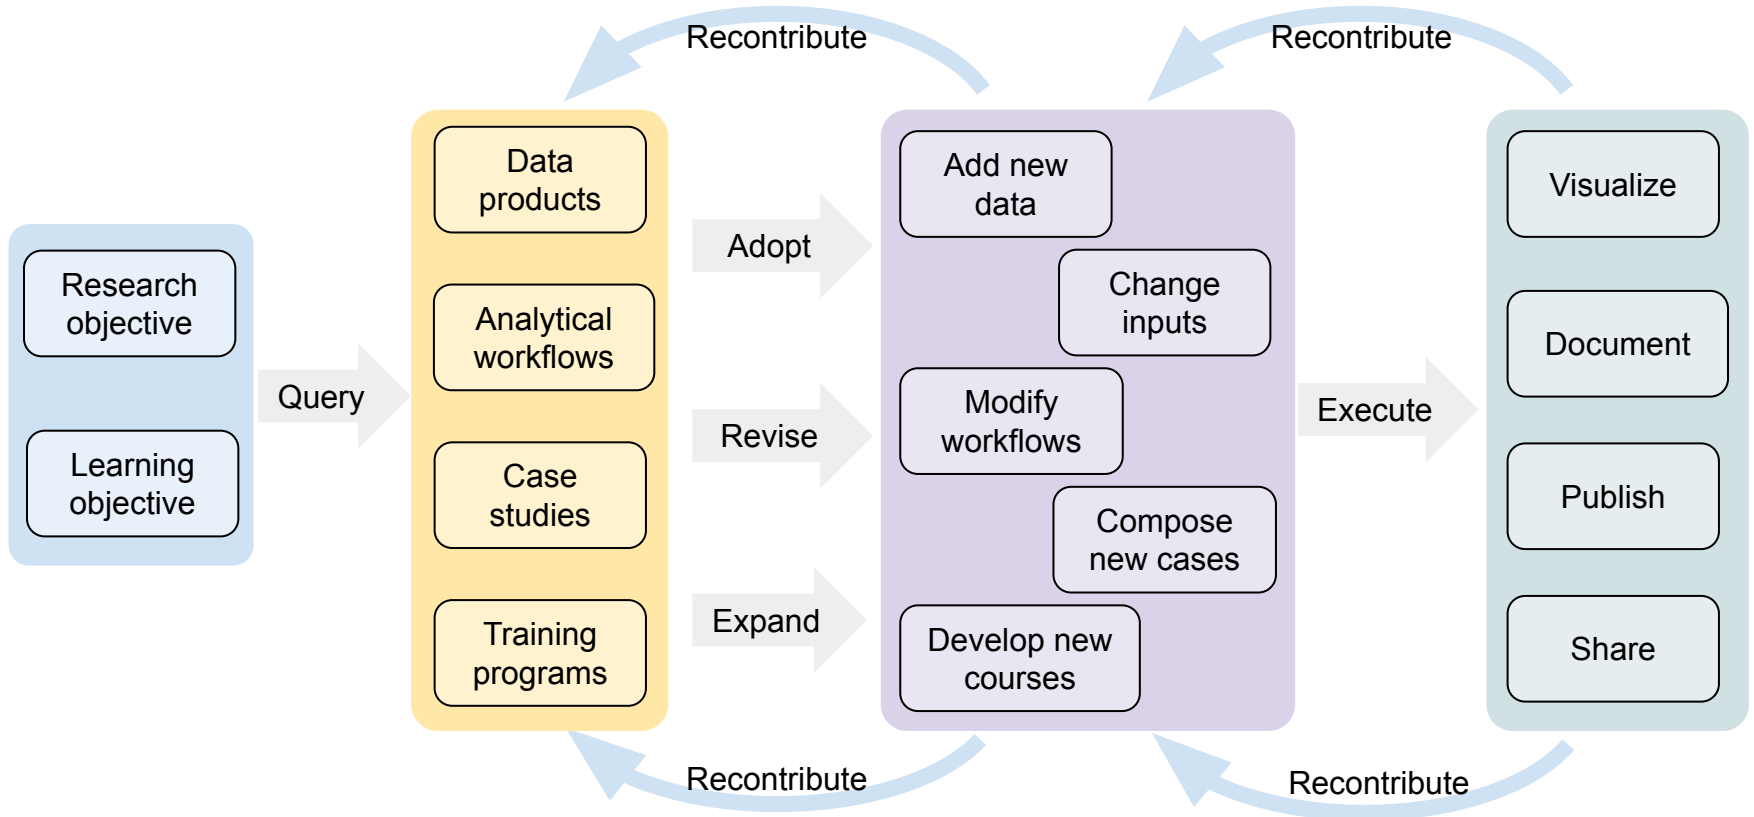 Recontribute
Recontribute
Research
objective
Learning
objective
Query
Data
products
Analytical
workflows
Case
studies
Training
programs
Adopt
Revise
Expand
Add new
data
Change
inputs
Modify
workflows
Compose
new cases
Develop new
courses
Execute
Visualize
Document
Publish
Share
Recontribute
Recontribute